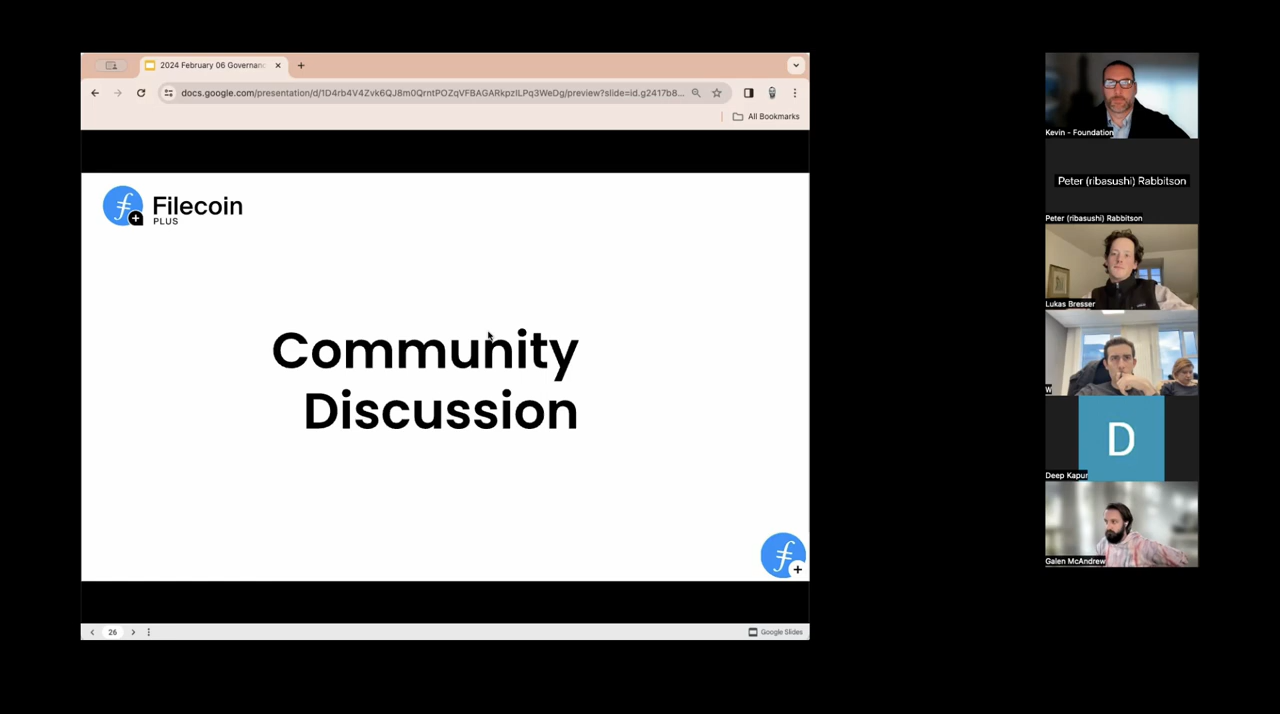 2024 February 06 Governanc
docs.google.com/presentation/d/1D4rb4V4Zvk6QJ8m0QrntPOZqVFBAGARkpzILPq3WeDg/preview?slide=id.g2417b8...
All Bookmarks
Filecoin
PLUS
Community
Discussion
26
Google Slides
Kevin - Foundation
Peter (ribasushi) Rabbitson
Peter (ribasushi) Rabbitson
Lukas Bresser
W
D
Deep Kapur
Galen McAndrew